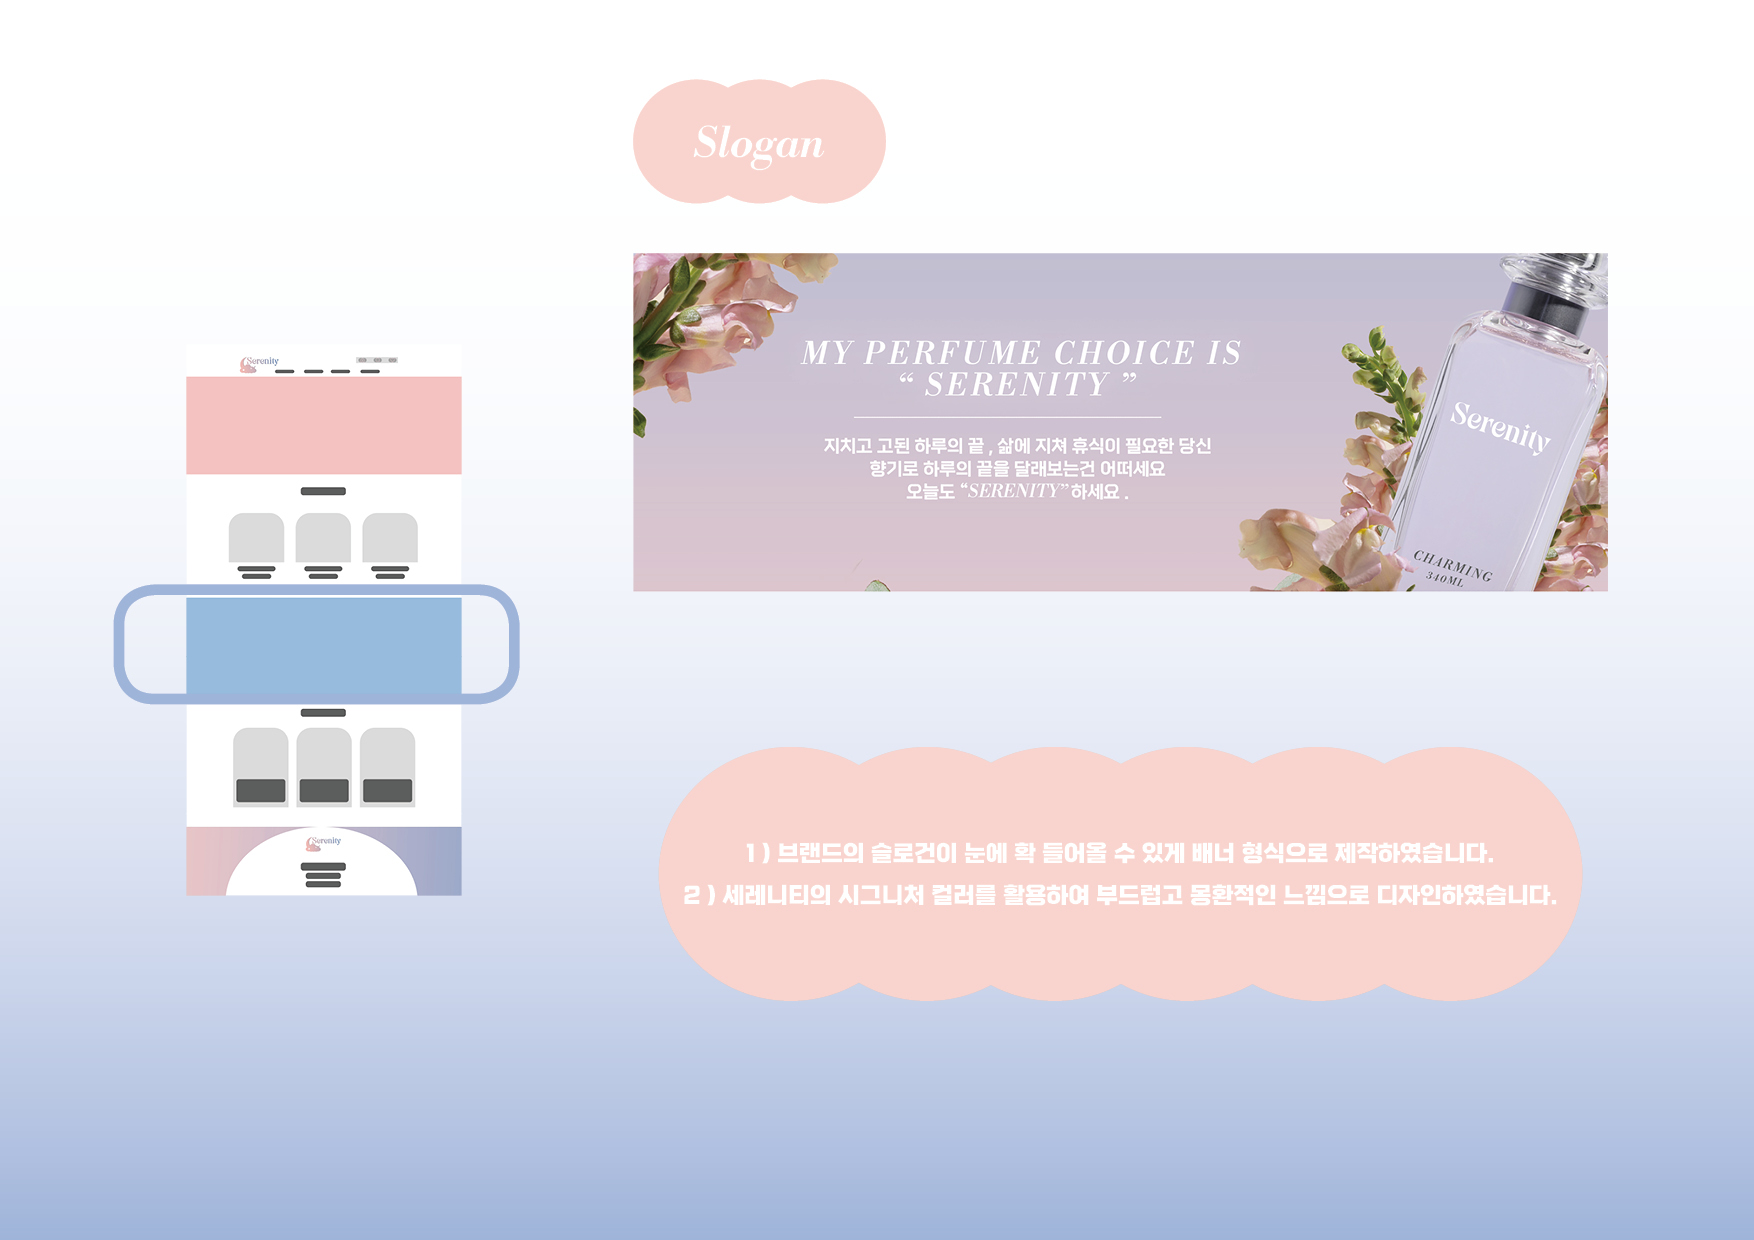 Slogan
Serenity
MY PERFUME CHOICE IS
“ SERENITY ”
지치고 고된 하루의 끝 , 삶에 지쳐 휴식이 필요한 당신
향기로 하루의 끝을 달래보는건 어떠세요
오늘도 “SERENITY”하세요 .
Serenity
CHARMING
340ML
Serenity
1 ) 브랜드의 슬로건이 눈에 확 들어올 수 있게 배너 형식으로 제작하였습니다.
2 ) 세레니티의 시그니처 컬러를 활용하여 부드럽고 몽환적인 느낌으로 디자인하였습니다.